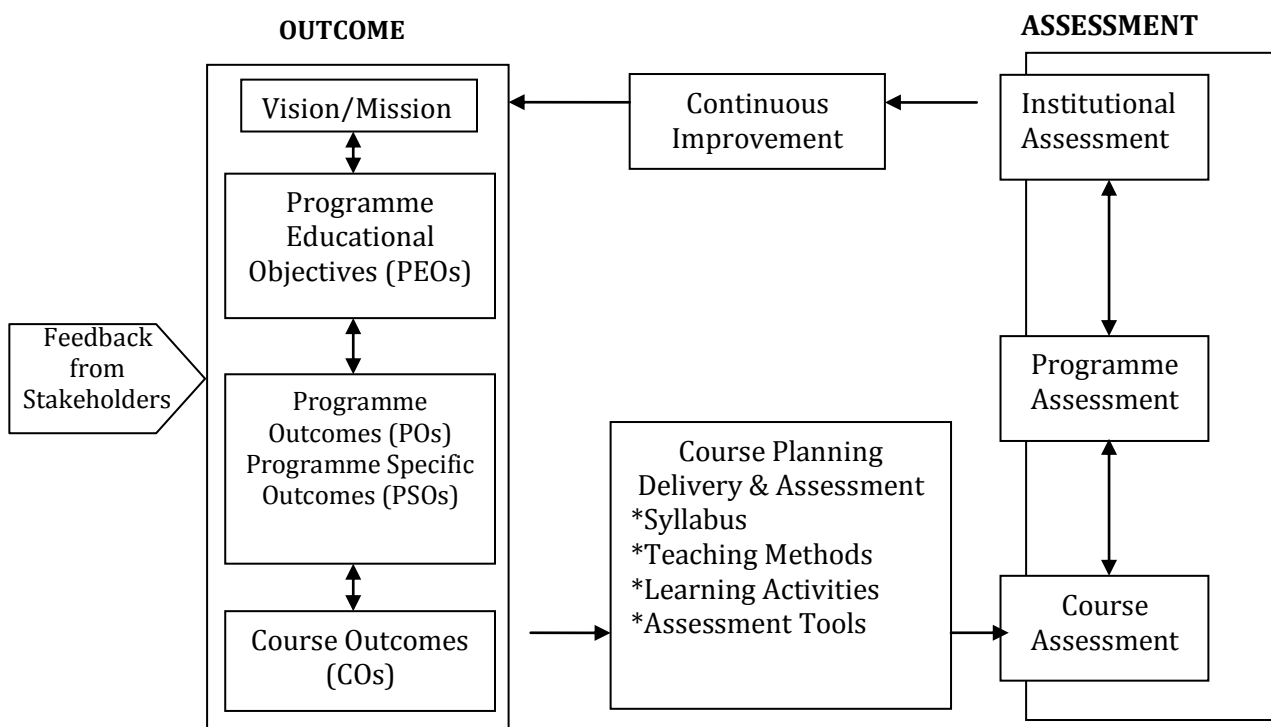 OUTCOME
ASSESSMENT
Vision/Mission
Programme
Educational
Objectives (PEOs)
Programme
Outcomes (POs)
Programme Specific
Outcomes (PSOs)
Course Outcomes
(COs)
Feedback
from
Stakeholders
Continuous
Improvement
Course Planning
Delivery & Assessment
*Syllabus
*Teaching Methods
*Learning Activities
*Assessment Tools
Institutional
Assessment
Programme
Assessment
Course
Assessment